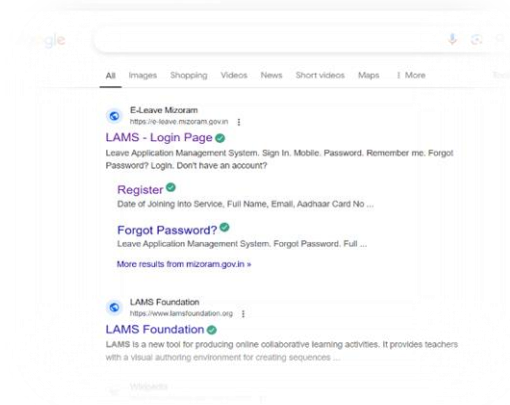 gle
All Images Shopping Videos News Short videos Maps More
E-Leave Mizoram
https://e-leave.mizoram.gov.in
LAMS - Login Page
Leave Application Management System. Sign In. Mobile. Password. Remember me. Forgot
Password? Login. Don't have an account?
Register
Date of Joining into Service, Full Name, Email, Aadhaar Card No ...
Forgot Password?
Leave Application Management System. Forgot Password. Full ...
More results from mizoram.gov.in »
LAMS Foundation
https://www.lamsfoundation.org
LAMS Foundation
LAMS is a new tool for producing online collaborative learning activities. It provides teachers
with a visual authoring environment for creating sequences ...
Wikipedia